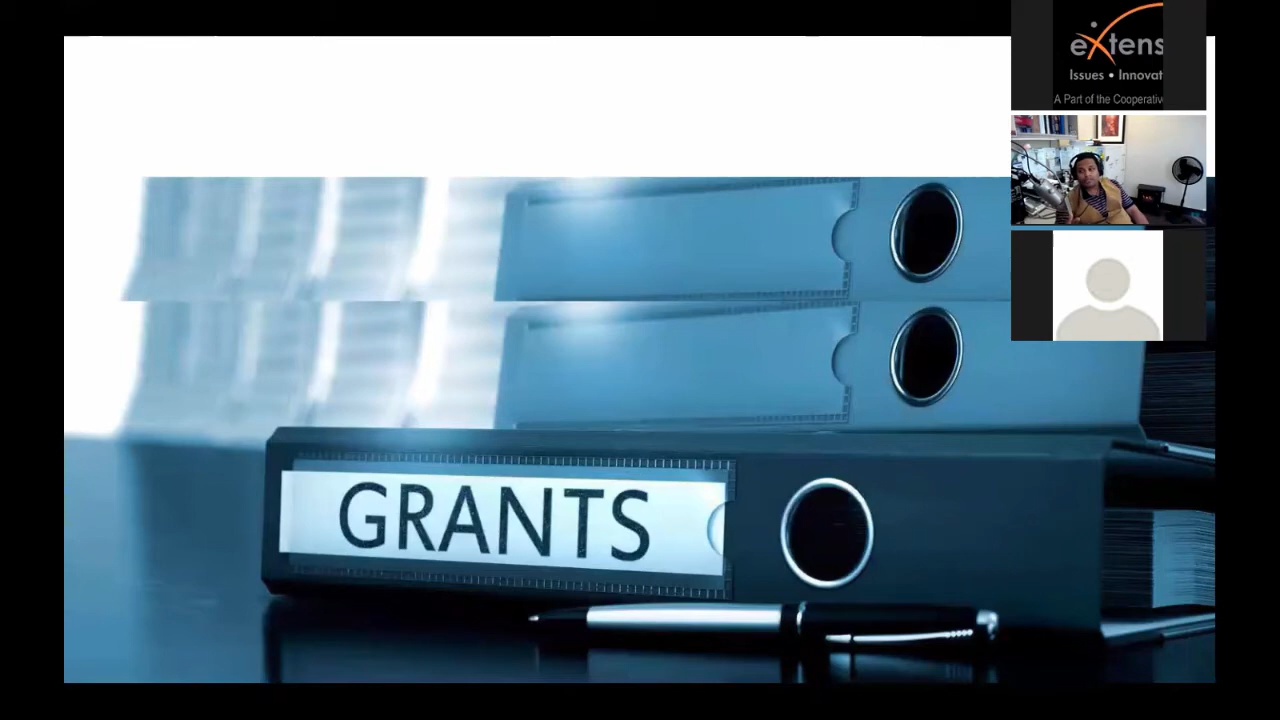 eXtens
Issues • Innovat
A Part of the Cooperativ
GRANTS